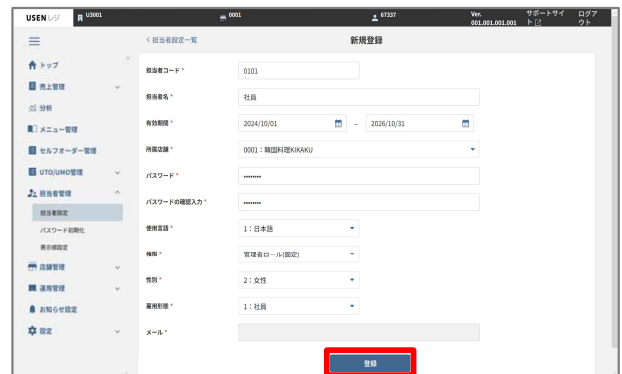 USEN レジ U3001 0001 67337 Ver. 001.001.001.001 サポートサイト ログアウト
< 担当者設定一覧 新規登録
トップ
売上管理
分析
メニュー管理
セルフオーダー管理
UTO/UMO管理
担当者管理
担当者設定
パスワード初期化
表示順設定
店舗管理
運用管理
お知らせ設定
設定
担当者コード * 0101
担当者名 * 社員
有効期間 * 2024/10/01 – 2026/10/31
所属店舗 * 0001:韓国料理KIKAKU
パスワード * ••••••••
パスワードの確認入力 * ••••••••
使用言語 * 1:日本語
権限 * 管理者ロール(固定)
性別 * 2:女性
雇用形態 * 1:社員
メール *
登録